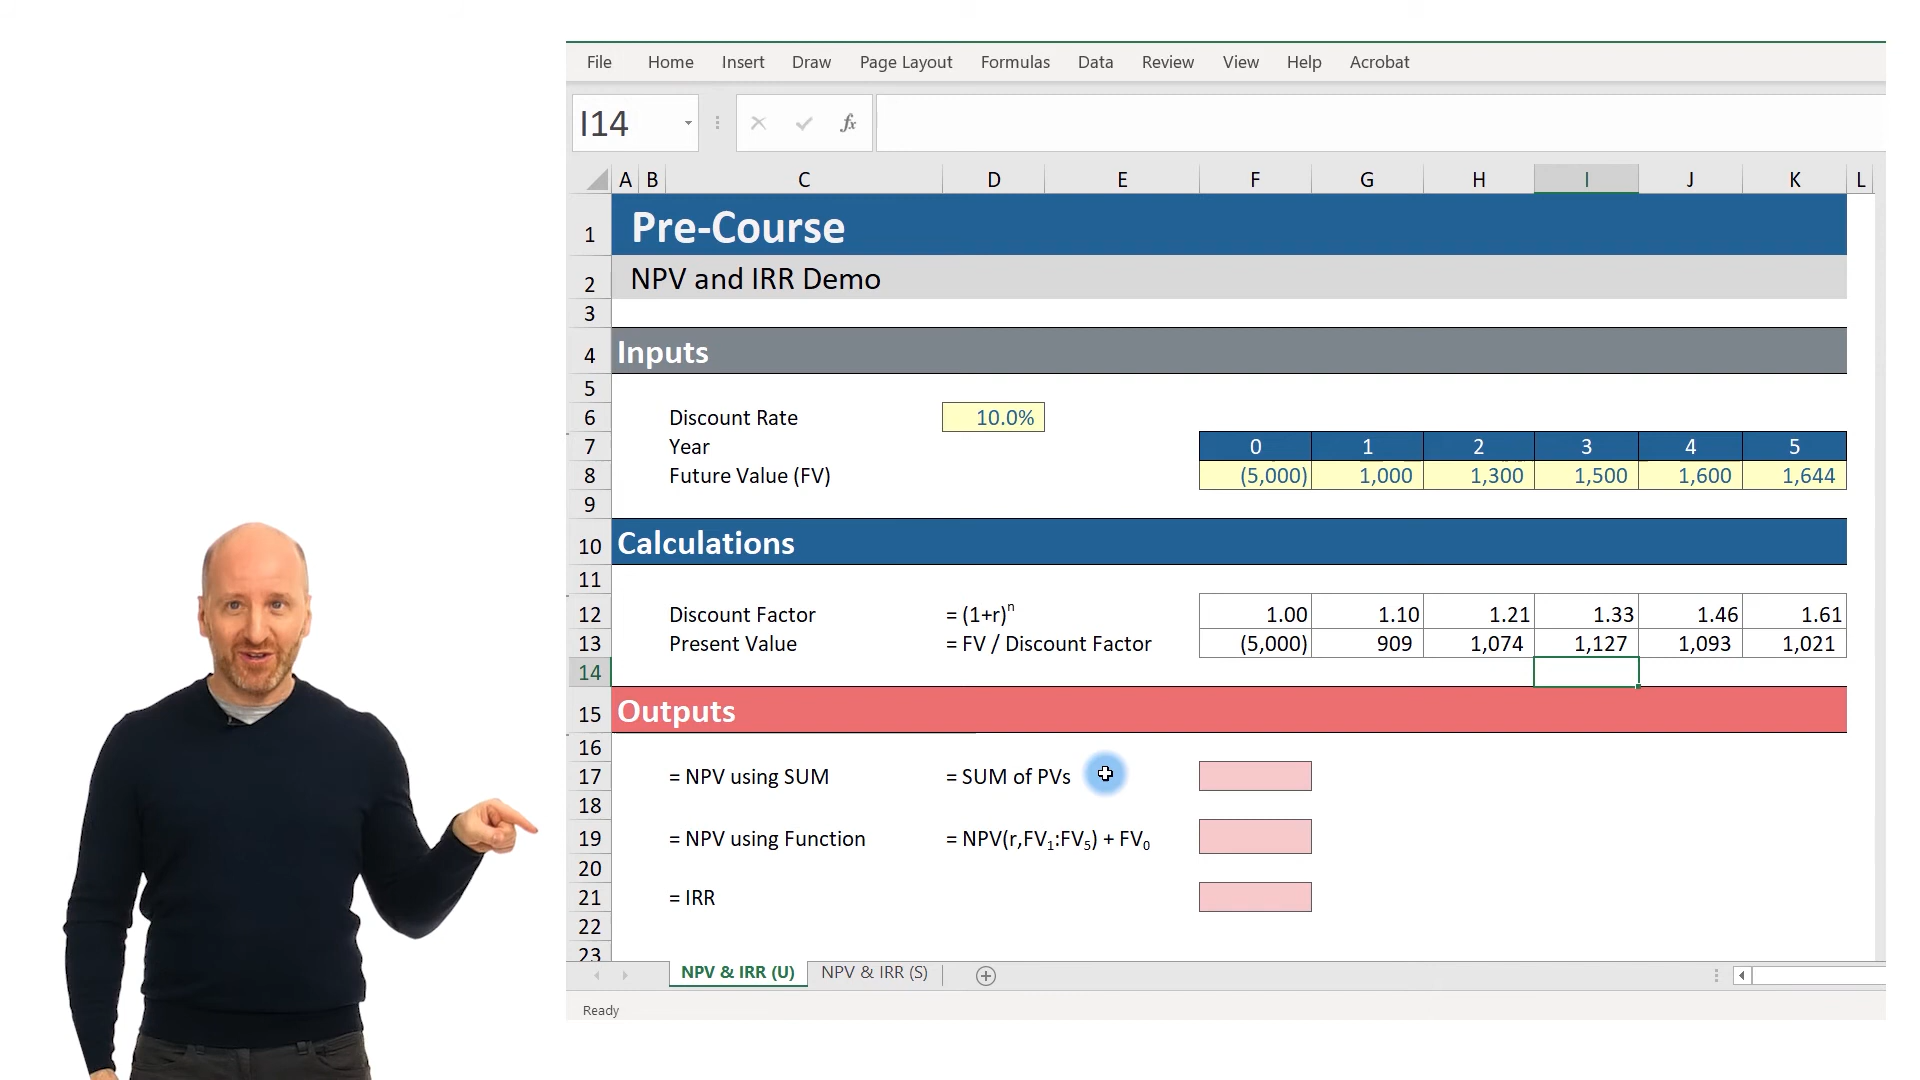 File Home Insert Draw Page Layout Formulas Data Review View Help Acrobat
I14 fx
A B C D E F G H I J K L
1 Pre-Course
2 NPV and IRR Demo
3
4 Inputs
5
6 Discount Rate 10.0%
7 Year 0 1 2 3 4 5
8 Future Value (FV) (5,000) 1,000 1,300 1,500 1,600 1,644
9
10 Calculations
11
12 Discount Factor = (1+r)ⁿ 1.00 1.10 1.21 1.33 1.46 1.61
13 Present Value = FV / Discount Factor (5,000) 909 1,074 1,127 1,093 1,021
14
15 Outputs
16
17 = NPV using SUM = SUM of PVs
18
19 = NPV using Function = NPV(r,FV₁:FV₅) + FV₀
20
21 = IRR
22
23
NPV & IRR (U) NPV & IRR (S)
Ready